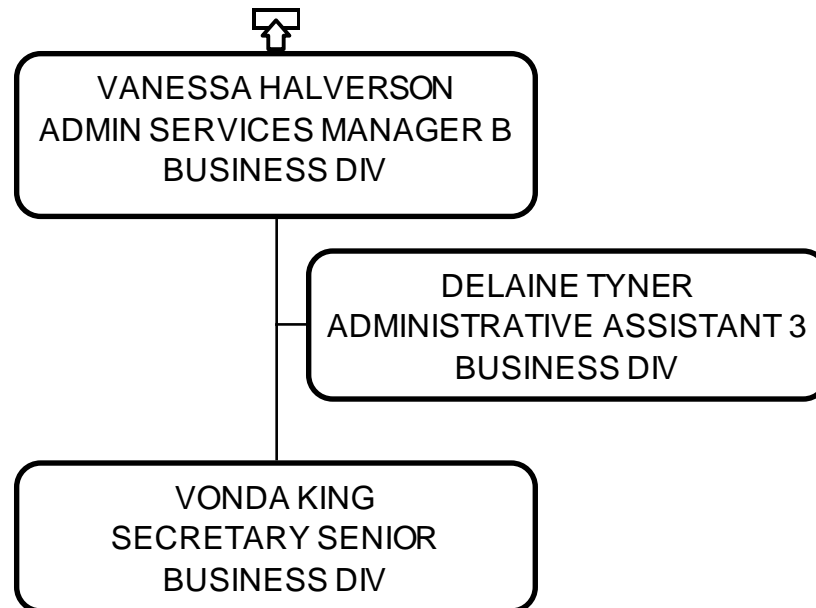 VANESSA HALVERSON
ADMIN SERVICES MANAGER B
BUSINESS DIV
DELAINE TYNER
ADMINISTRATIVE ASSISTANT 3
BUSINESS DIV
VONDA KING
SECRETARY SENIOR
BUSINESS DIV